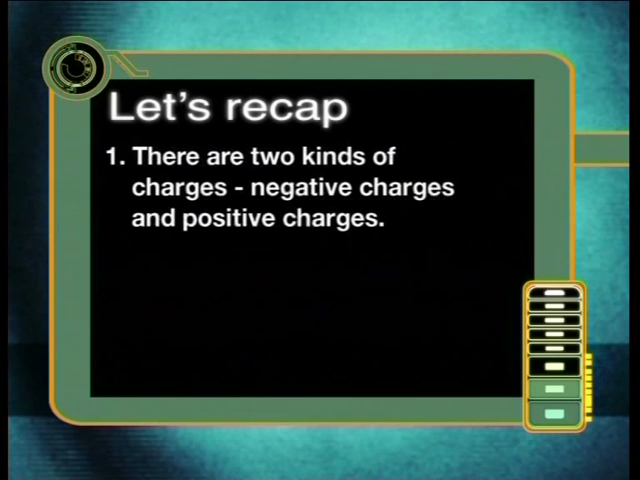 Let's recap
1. There are two kinds of
charges - negative charges
and positive charges.